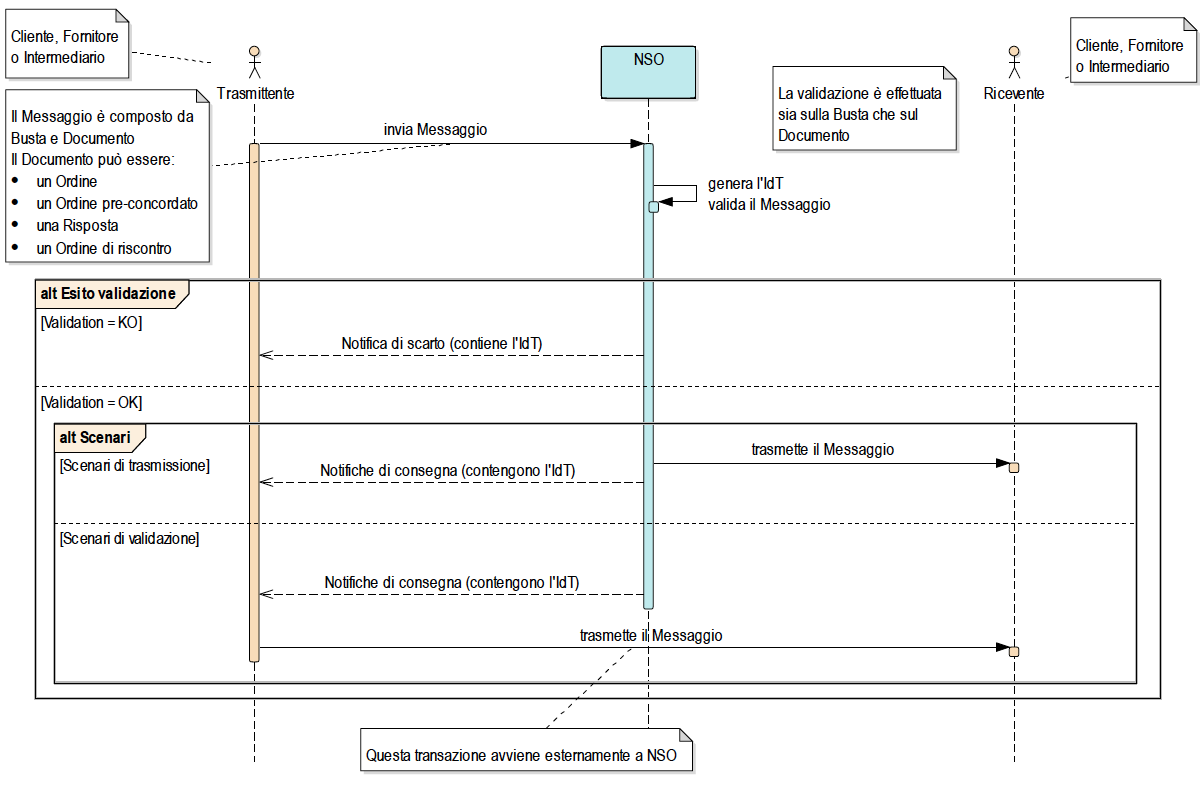 Cliente, Fornitore
o Intermediario
Trasmittente
NSO
Cliente, Fornitore
o Intermediario
Ricevente
La validazione è effettuata
sia sulla Busta che sul
Documento
Il Messaggio è composto da
Busta e Documento
Il Documento può essere:
• un Ordine
• un Ordine pre-concordato
• una Risposta
• un Ordine di riscontro
invia Messaggio
genera l'IdT
valida il Messaggio
alt Esito validazione
[Validation = KO]
Notifica di scarto (contiene l'IdT)
[Validation = OK]
alt Scenari
[Scenari di trasmissione]
trasmette il Messaggio
Notifiche di consegna (contengono l'IdT)
[Scenari di validazione]
Notifiche di consegna (contengono l'IdT)
trasmette il Messaggio
Questa transazione avviene esternamente a NSO